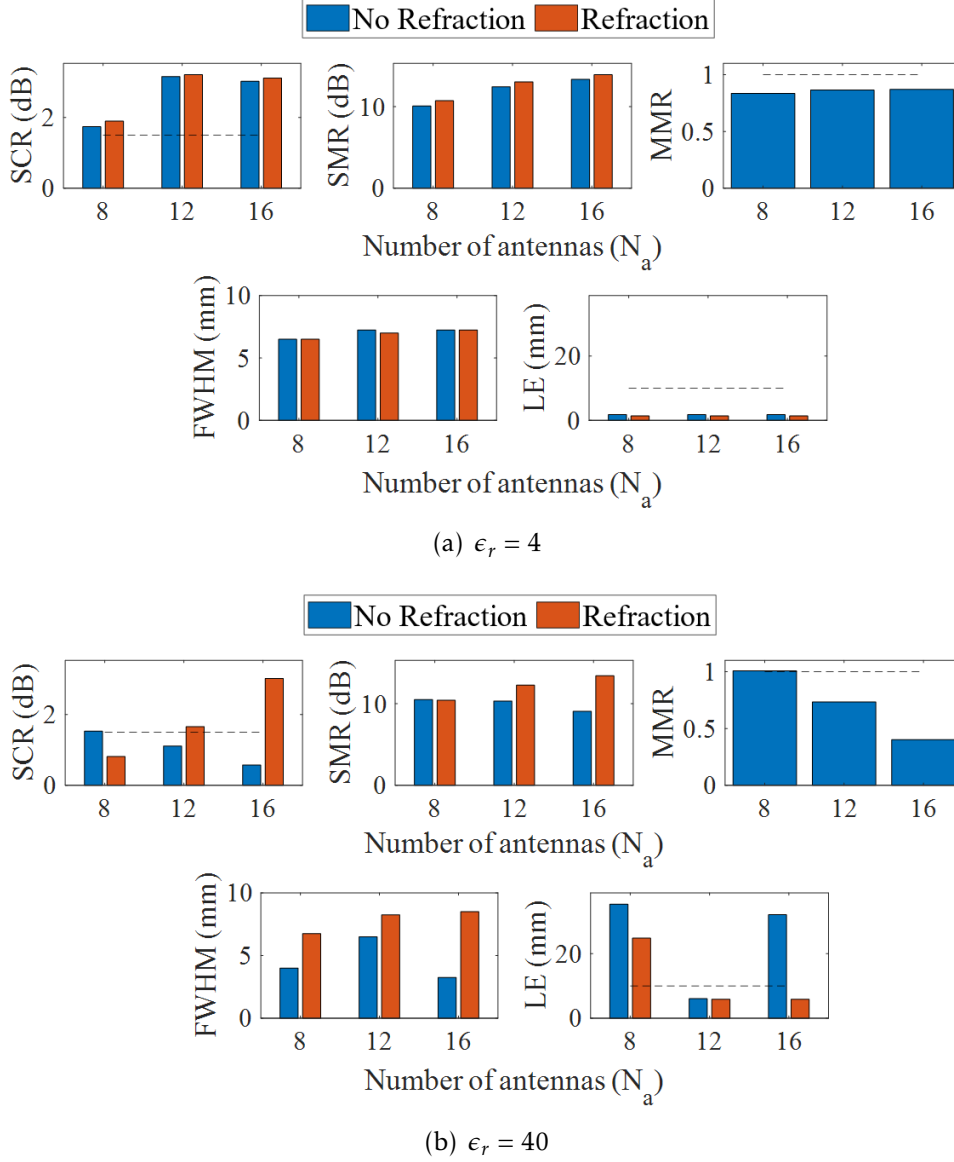 No Refraction Refraction
SCR (dB)
2
0
8 12 16
SMR (dB)
10
0
8 12 16
MMR
1
0.5
0
8 12 16
Number of antennas (N_a)
FWHM (mm)
10
5
0
8 12 16
LE (mm)
20
0
8 12 16
Number of antennas (N_a)
(a) ϵ_r = 4
No Refraction Refraction
SCR (dB)
2
0
8 12 16
SMR (dB)
10
0
8 12 16
MMR
1
0.5
0
8 12 16
Number of antennas (N_a)
FWHM (mm)
10
5
0
8 12 16
LE (mm)
20
0
8 12 16
Number of antennas (N_a)
(b) ϵ_r = 40